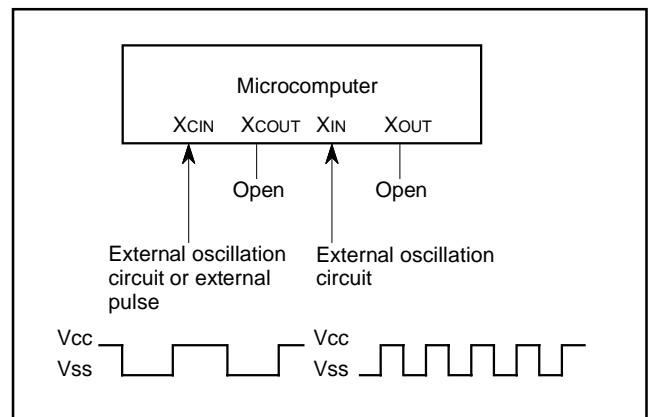 Microcomputer
XCIN XCOUT XIN XOUT
Open Open
External oscillation
circuit or external
pulse
External oscillation
circuit
Vcc Vcc
Vss Vss